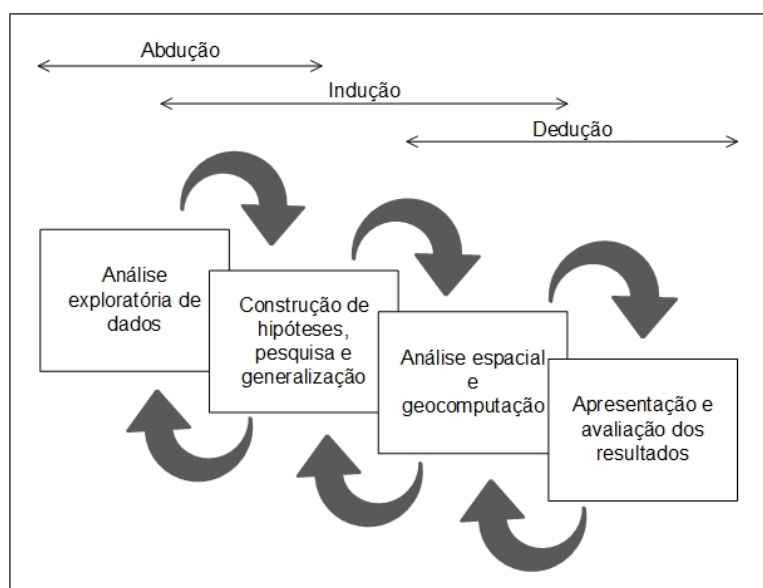 Abdução
Indução
Dedução
Análise
exploratória de
dados
Construção de
hipóteses,
pesquisa e
generalização
Análise espacial
e
geocomputação
Apresentação e
avaliação dos
resultados